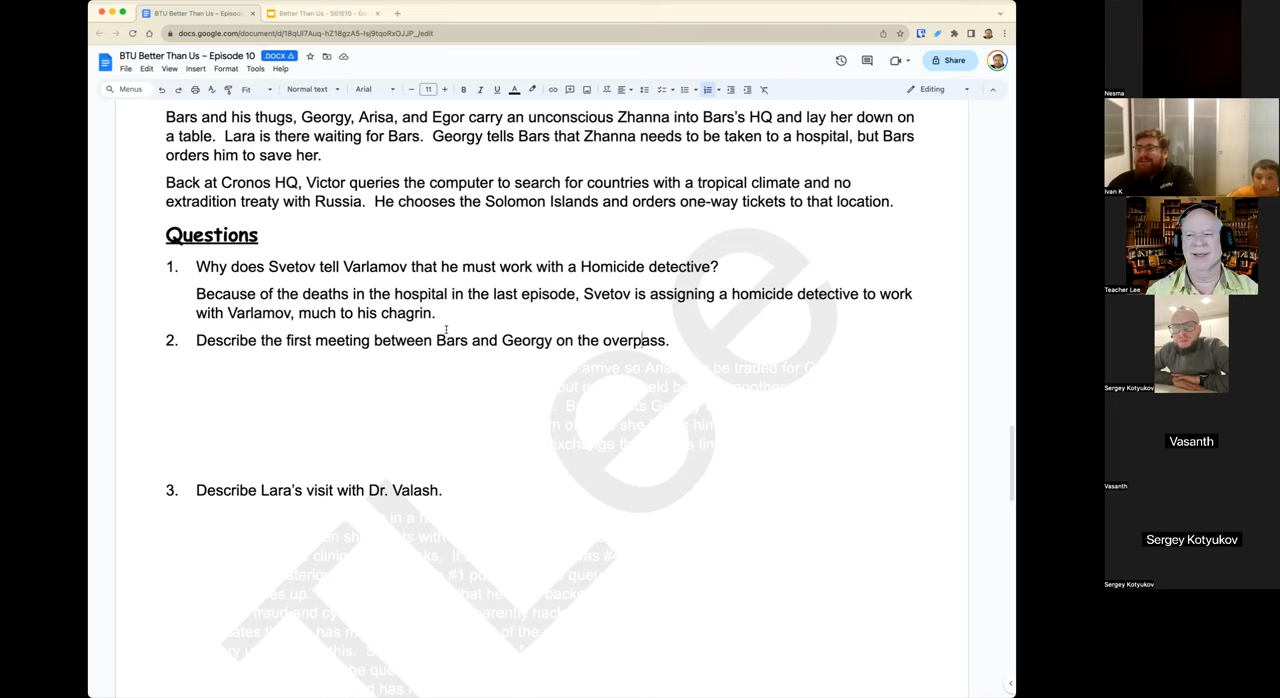 BTU Better Than Us – Episode
Better Than Us - S01E10 - Go
docs.google.com/document/d/18qUl7Auq-hZ18gzA5-Isj9tqoRxOJJP_/edit
BTU Better Than Us – Episode 10 .DOCX
File Edit View Insert Format Tools Help
Share
Menus Fit Normal text Arial 11 Editing
Bars and his thugs, Georgy, Arisa, and Egor carry an unconscious Zhanna into Bars's HQ and lay her down on
a table. Lara is there waiting for Bars. Georgy tells Bars that Zhanna needs to be taken to a hospital, but Bars
orders him to save her.
Back at Cronos HQ, Victor queries the computer to search for countries with a tropical climate and no
extradition treaty with Russia. He chooses the Solomon Islands and orders one-way tickets to that location.
Questions
1. Why does Svetov tell Varlamov that he must work with a Homicide detective?
Because of the deaths in the hospital in the last episode, Svetov is assigning a homicide detective to work
with Varlamov, much to his chagrin.
2. Describe the first meeting between Bars and Georgy on the overpass.
arrive so be traded for
3. Describe Lara's visit with Dr. Valash.
Lee
Nesma
Ivan K
Teacher Lee
Sergey Kotyukov
Vasanth
Vasanth
Sergey Kotyukov
Sergey Kotyukov